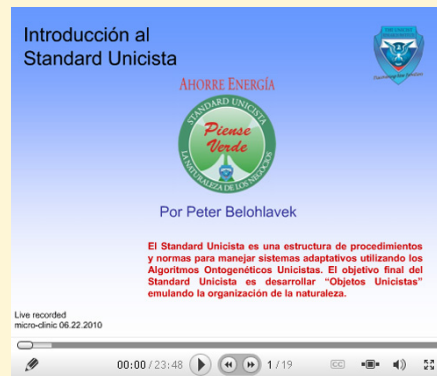 Introducción al
Standard Unicista
AHORRE ENERGÍA
STANDARD UNICISTA
Piense
Verde
LA NATURALEZA DE LOS NEGOCIOS
Por Peter Belohlavek
El Standard Unicista es una estructura de procedimientos
y normas para manejar sistemas adaptativos utilizando los
Algoritmos Ontogenéticos Unicistas. El objetivo final del
Standard Unicista es desarrollar “Objetos Unicistas”
emulando la organización de la naturaleza.
Live recorded
micro-clinic 06.22.2010
00:00 / 23:48
1 / 19
CC